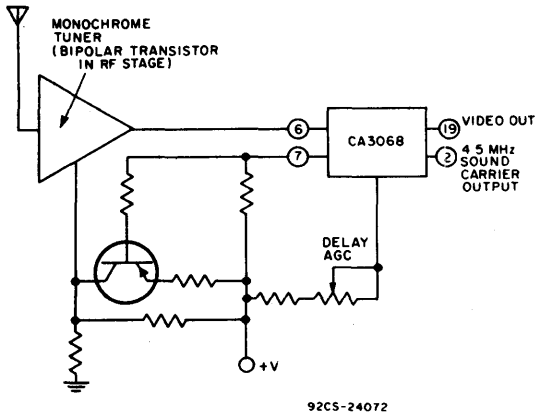 MONOCHROME
TUNER
(BIPOLAR TRANSISTOR
IN RF STAGE)
6
CA3068
19 VIDEO OUT
7
2 4.5 MHz
SOUND
CARRIER
OUTPUT
DELAY
AGC
+V
92CS-24072